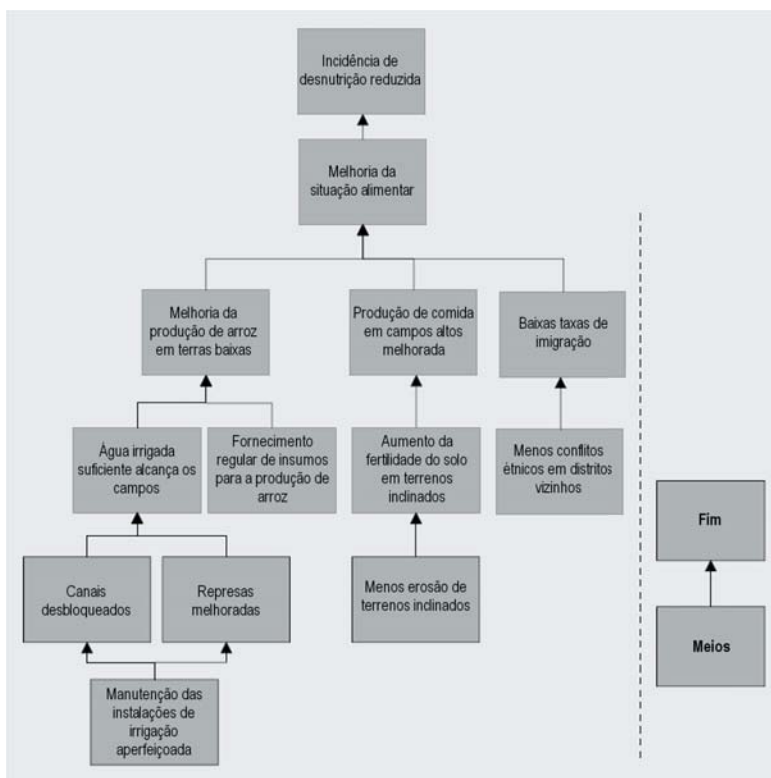 Incidência de
desnutrição reduzida
Melhoria da
situação alimentar
Melhoria da
produção de arroz
em terras baixas
Produção de comida
em campos altos
melhorada
Baixas taxas de
imigração
Água irrigada
suficiente alcança os
campos
Fornecimento
regular de insumos
para a produção de
arroz
Aumento da
fertilidade do solo
em terrenos
inclinados
Menos conflitos
étnicos em distritos
vizinhos
Canais
desbloqueados
Represas
melhoradas
Menos erosão de
terrenos inclinados
Manutenção das
instalações de
irrigação
aperfeiçoada
Fim
Meios